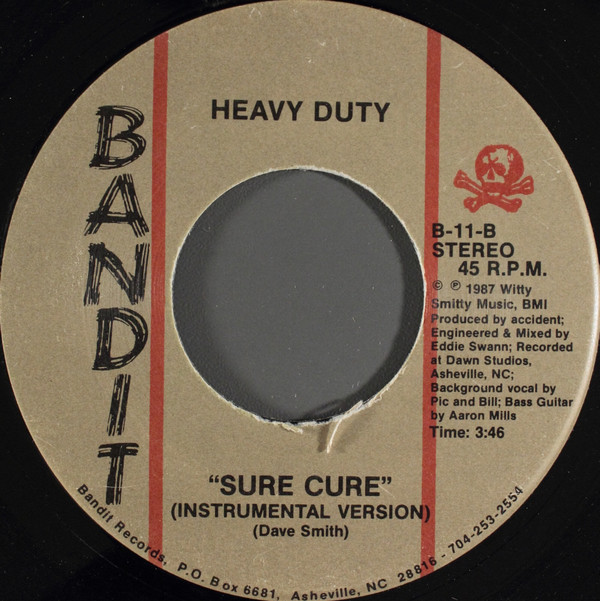 HEAVY DUTY
BANDIT
B-11-B
STEREO
45 R.P.M.
© ℗ 1987 Witty
Smitty Music, BMI
Produced by accident;
Engineered & Mixed by
Eddie Swann; Recorded
at Dawn Studios,
Asheville, NC;
Background vocal by
Pic and Bill; Bass Guitar
by Aaron Mills
Time: 3:46
“SURE CURE”
(INSTRUMENTAL VERSION)
(Dave Smith)
Bandit Records, P.O. Box 6681, Asheville, NC 28816 - 704-253-2554